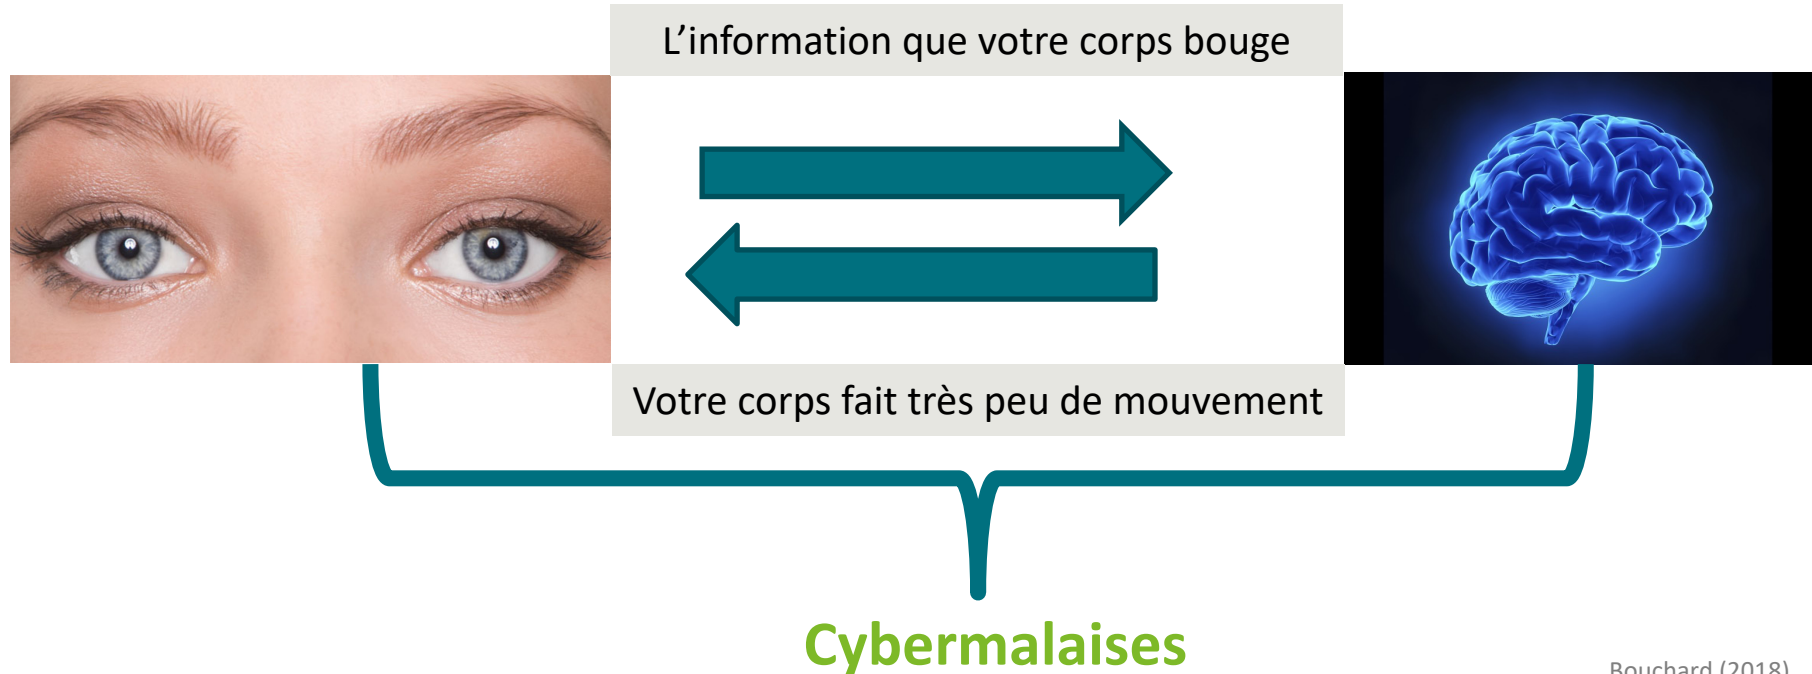 L’information que votre corps bouge
Votre corps fait très peu de mouvement
Cybermalaises
Bouchard (2018)